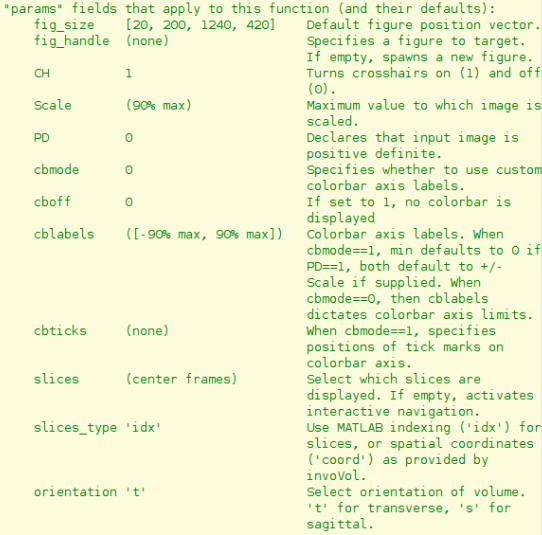 "params" fields that apply to this function (and their defaults):
fig_size [20, 200, 1240, 420] Default figure position vector.
fig_handle (none) Specifies a figure to target.
If empty, spawns a new figure.
CH 1 Turns crosshairs on (1) and off
(0).
Scale (90% max) Maximum value to which image is
scaled.
PD 0 Declares that input image is
positive definite.
cbmode 0 Specifies whether to use custom
colorbar axis labels.
cboff 0 If set to 1, no colorbar is
displayed
cblabels ([-90% max, 90% max]) Colorbar axis labels. When
cbmode==1, min defaults to 0 if
PD==1, both default to +/-
Scale if supplied. When
cbmode==0, then cblabels
dictates colorbar axis limits.
cbticks (none) When cbmode==1, specifies
positions of tick marks on
colorbar axis.
slices (center frames) Select which slices are
displayed. If empty, activates
interactive navigation.
slices_type 'idx' Use MATLAB indexing ('idx') for
slices, or spatial coordinates
('coord') as provided by
invoVol.
orientation 't' Select orientation of volume.
't' for transverse, 's' for
sagittal.